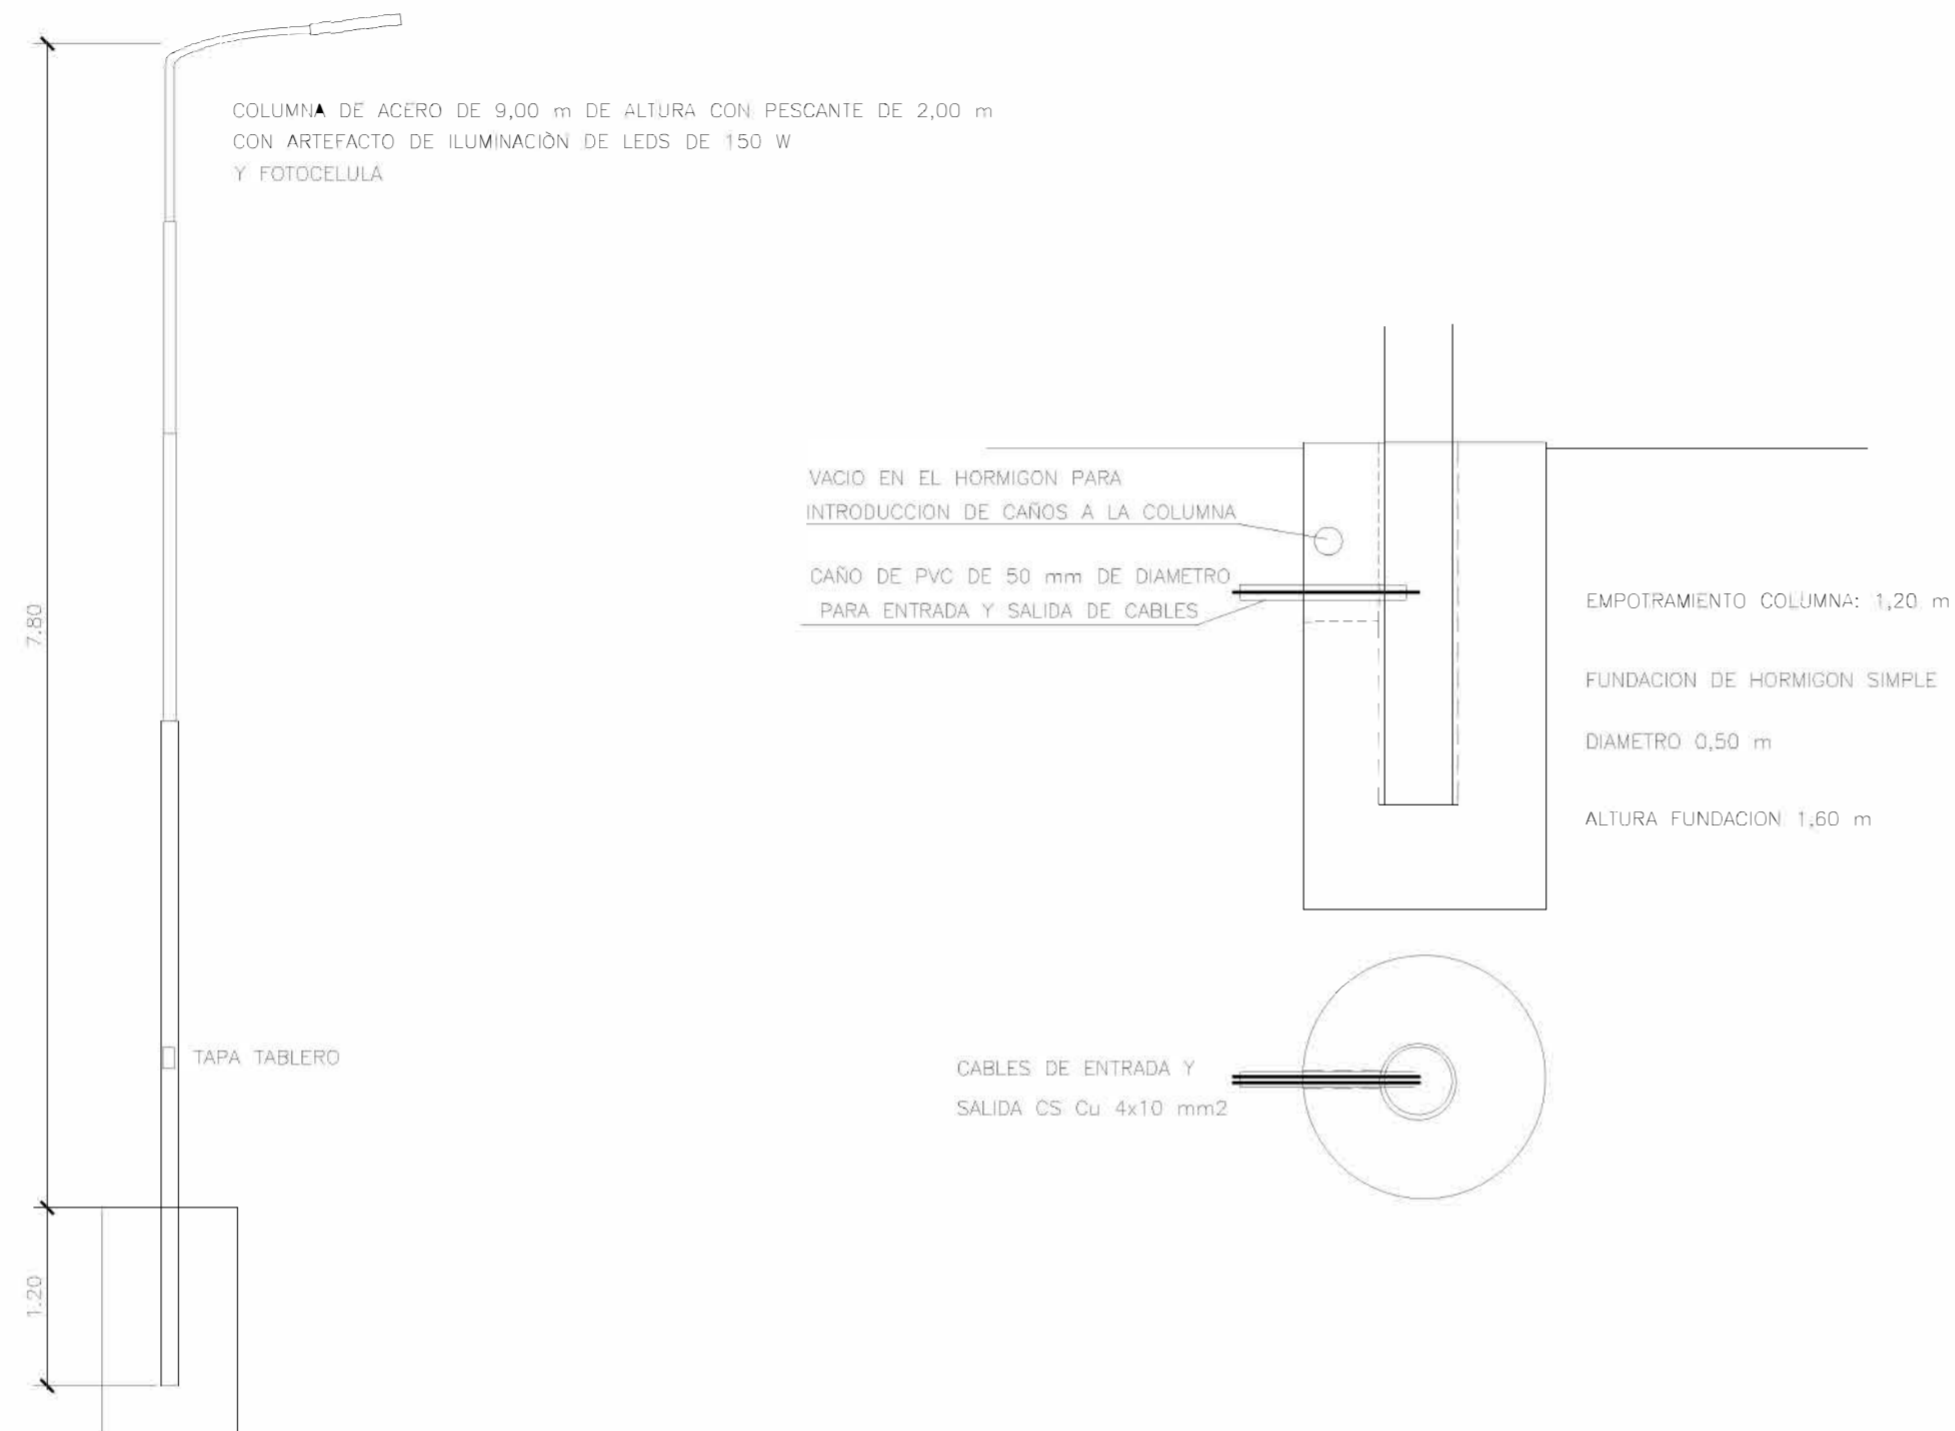 COLUMNA DE ACERO DE 9,00 m DE ALTURA CON PESCANTE DE 2,00 m
CON ARTEFACTO DE ILUMINACIÒN DE LEDS DE 150 W
Y FOTOCELULA
7.80
TAPA TABLERO
1.20
VACIO EN EL HORMIGON PARA
INTRODUCCION DE CAÑOS A LA COLUMNA
CAÑO DE PVC DE 50 mm DE DIAMETRO
PARA ENTRADA Y SALIDA DE CABLES
EMPOTRAMIENTO COLUMNA: 1,20 m
FUNDACION DE HORMIGON SIMPLE
DIAMETRO 0,50 m
ALTURA FUNDACION 1,60 m
CABLES DE ENTRADA Y
SALIDA CS Cu 4x10 mm2